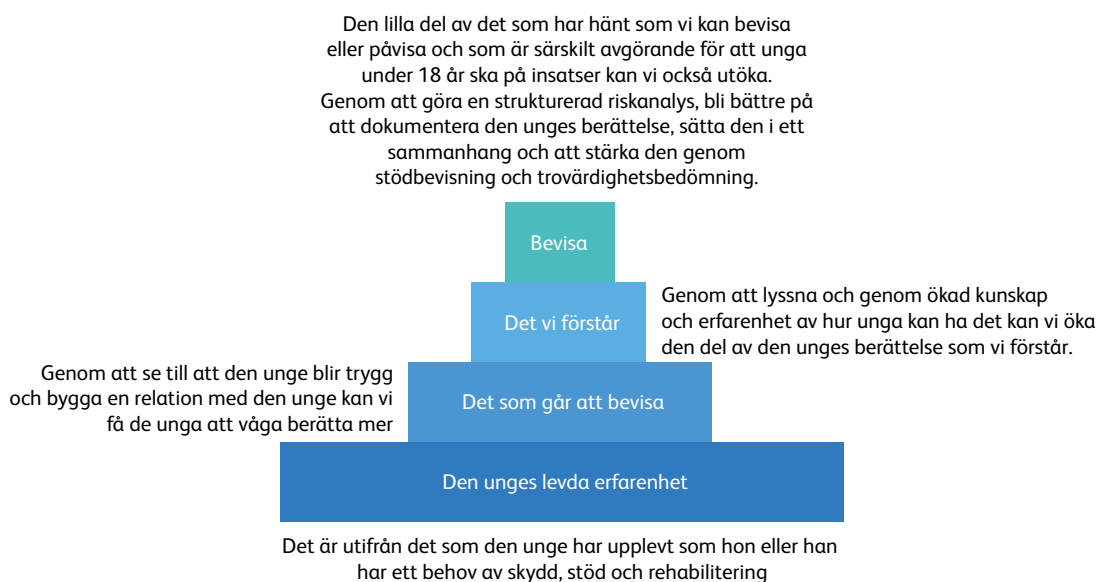 Den lilla del av det som har hänt som vi kan bevisa
eller påvisa och som är särskilt avgörande för att unga
under 18 år ska på insatser kan vi också utöka.
Genom att göra en strukturerad riskanalys, bli bättre på
att dokumentera den unges berättelse, sätta den i ett
sammanhang och att stärka den genom
stödbevisning och trovärdighetsbedömning.
Bevisa
Det vi förstår
Genom att lyssna och genom ökad kunskap
och erfarenhet av hur unga kan ha det kan vi öka
den del av den unges berättelse som vi förstår.
Genom att se till att den unge blir trygg
och bygga en relation med den unge kan vi
få de unga att våga berätta mer
Det som går att bevisa
Den unges levda erfarenhet
Det är utifrån det som den unge har upplevt som hon eller han
har ett behov av skydd, stöd och rehabilitering